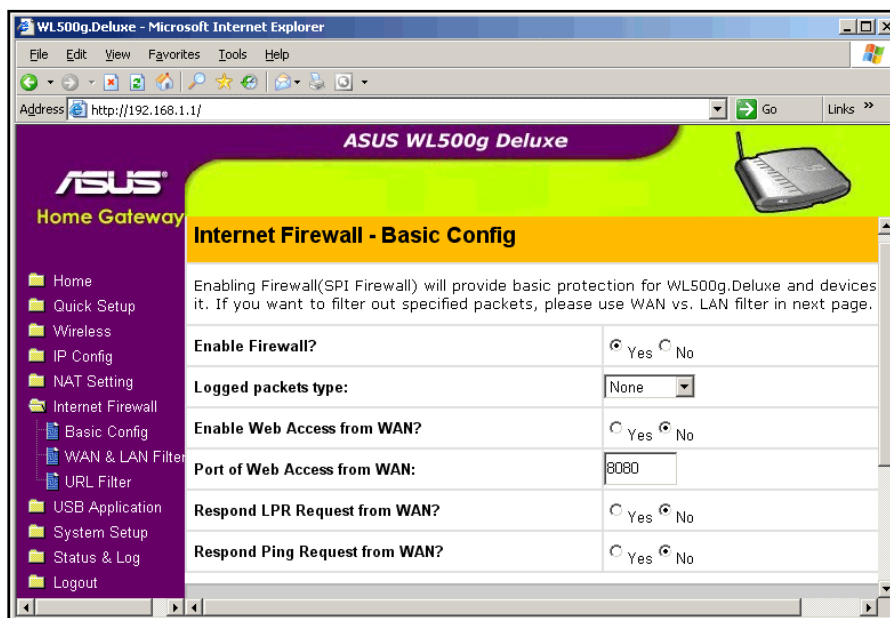 WL500g.Deluxe - Microsoft Internet Explorer
File Edit View Favorites Tools Help
Address http://192.168.1.1/ Go Links »
ASUS WL500g Deluxe
ASUS
Home Gateway
Home
Quick Setup
Wireless
IP Config
NAT Setting
Internet Firewall
Basic Config
WAN & LAN Filter
URL Filter
USB Application
System Setup
Status & Log
Logout
Internet Firewall - Basic Config
Enabling Firewall(SPI Firewall) will provide basic protection for WL500g.Deluxe and devices
it. If you want to filter out specified packets, please use WAN vs. LAN filter in next page.
Enable Firewall? Yes No
Logged packets type: None
Enable Web Access from WAN? Yes No
Port of Web Access from WAN: 8080
Respond LPR Request from WAN? Yes No
Respond Ping Request from WAN? Yes No